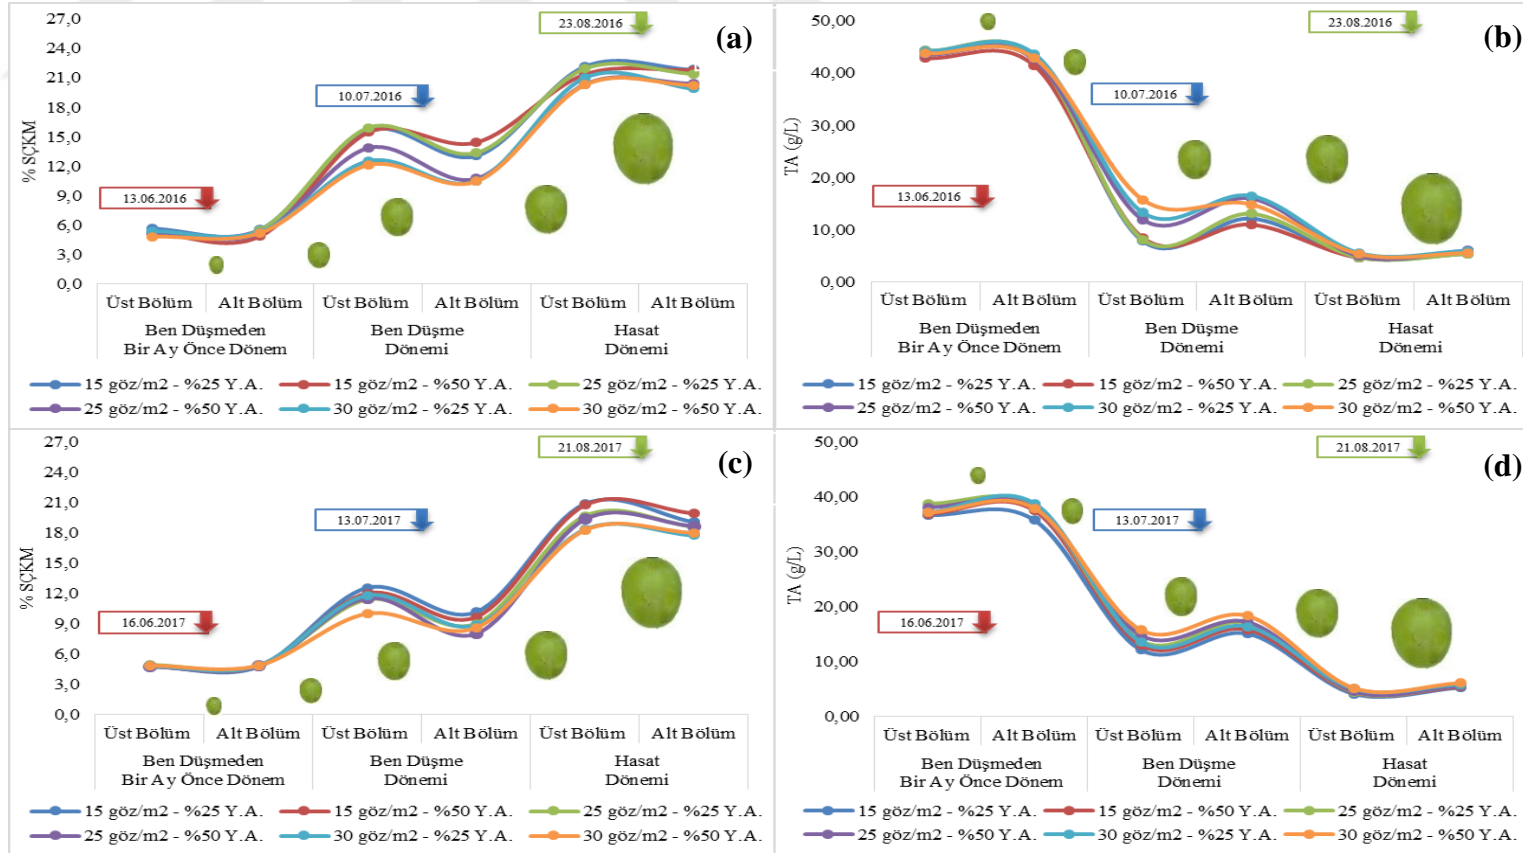 27,0
24,0
21,0
18,0
15,0
12,0
9,0
6,0
3,0
0,0
% SÇKM
13.06.2016
10.07.2016
23.08.2016
(a)
Üst Bölüm Alt Bölüm Üst Bölüm Alt Bölüm Üst Bölüm Alt Bölüm
Ben Düşmeden Ben Düşme Hasat
Bir Ay Önce Dönem Dönemi Dönemi
15 göz/m2 - %25 Y.A. 15 göz/m2 - %50 Y.A. 25 göz/m2 - %25 Y.A.
25 göz/m2 - %50 Y.A. 30 göz/m2 - %25 Y.A. 30 göz/m2 - %50 Y.A.
50,00
40,00
30,00
20,00
10,00
0,00
TA (g/L)
13.06.2016
10.07.2016
23.08.2016
(b)
Üst Bölüm Alt Bölüm Üst Bölüm Alt Bölüm Üst Bölüm Alt Bölüm
Ben Düşmeden Ben Düşme Hasat
Bir Ay Önce Dönem Dönemi Dönemi
15 göz/m2 - %25 Y.A. 15 göz/m2 - %50 Y.A. 25 göz/m2 - %25 Y.A.
25 göz/m2 - %50 Y.A. 30 göz/m2 - %25 Y.A. 30 göz/m2 - %50 Y.A.
27,0
24,0
21,0
18,0
15,0
12,0
9,0
6,0
3,0
0,0
% SÇKM
16.06.2017
13.07.2017
21.08.2017
(c)
Üst Bölüm Alt Bölüm Üst Bölüm Alt Bölüm Üst Bölüm Alt Bölüm
Ben Düşmeden Ben Düşme Hasat
Bir Ay Önce Dönem Dönemi Dönemi
15 göz/m2 - %25 Y.A. 15 göz/m2 - %50 Y.A. 25 göz/m2 - %25 Y.A.
25 göz/m2 - %50 Y.A. 30 göz/m2 - %25 Y.A. 30 göz/m2 - %50 Y.A.
50,00
40,00
30,00
20,00
10,00
0,00
TA (g/L)
16.06.2017
13.07.2017
21.08.2017
(d)
Üst Bölüm Alt Bölüm Üst Bölüm Alt Bölüm Üst Bölüm Alt Bölüm
Ben Düşmeden Ben Düşme Hasat
Bir Ay Önce Dönem Dönemi Dönemi
15 göz/m2 - %25 Y.A. 15 göz/m2 - %50 Y.A. 25 göz/m2 - %25 Y.A.
25 göz/m2 - %50 Y.A. 30 göz/m2 - %25 Y.A. 30 göz/m2 - %50 Y.A.